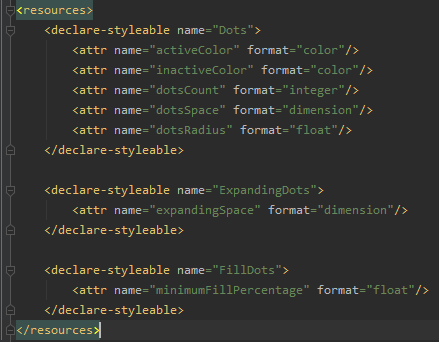 <resources>
<declare-styleable name="Dots">
<attr name="activeColor" format="color"/>
<attr name="inactiveColor" format="color"/>
<attr name="dotsCount" format="integer"/>
<attr name="dotsSpace" format="dimension"/>
<attr name="dotsRadius" format="float"/>
</declare-styleable>
<declare-styleable name="ExpandingDots">
<attr name="expandingSpace" format="dimension"/>
</declare-styleable>
<declare-styleable name="FillDots">
<attr name="minimumFillPercentage" format="float"/>
</declare-styleable>
</resources>